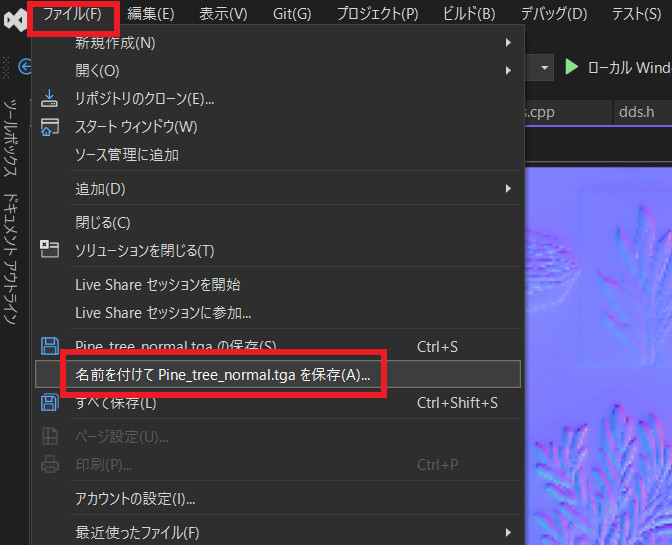 ファイル(F) 編集(E) 表示(V) Git(G) プロジェクト(P) ビルド(B) デバッグ(D) テスト(S)
新規作成(N)
開く(O)
ローカル Wind
リポジトリのクローン(E)...
スタート ウィンドウ(W)
s.cpp dds.h
ソース管理に追加
追加(D)
閉じる(C)
ソリューションを閉じる(T)
Live Share セッションを開始
Live Share セッションに参加...
Pine_tree_normal.tga の保存(S) Ctrl+S
名前を付けて Pine_tree_normal.tga を保存(A)...
すべて保存(L) Ctrl+Shift+S
ページ設定(U)...
印刷(P)... Ctrl+P
アカウントの設定(I)...
最近使ったファイル(F)
ツールボックス
ドキュメント アウトライン